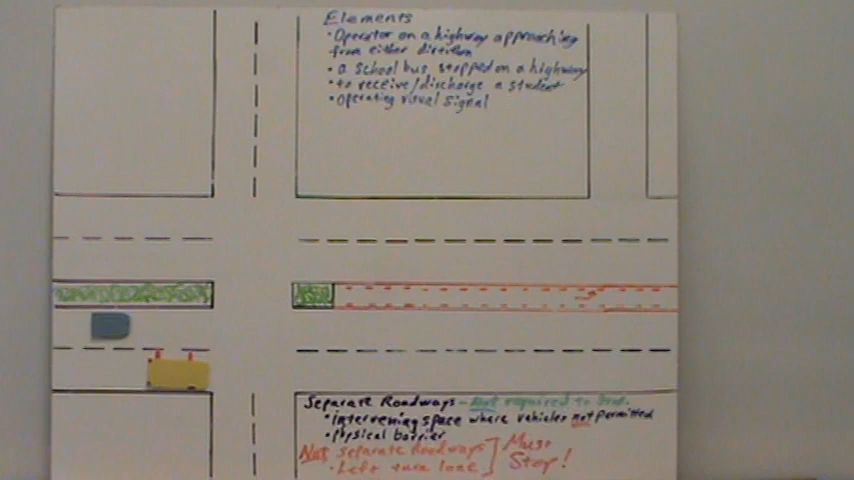 Elements
• Operator on a highway approaching
from either direction
• a School bus stopped on a highway
• to receive/discharge a student
• Operating visual signal
Separate Roadways - Not required to Stop.
• intervening space where vehicles not permitted
• physical barrier
Not separate Roadways ] Must
• Left turn lane Stop!